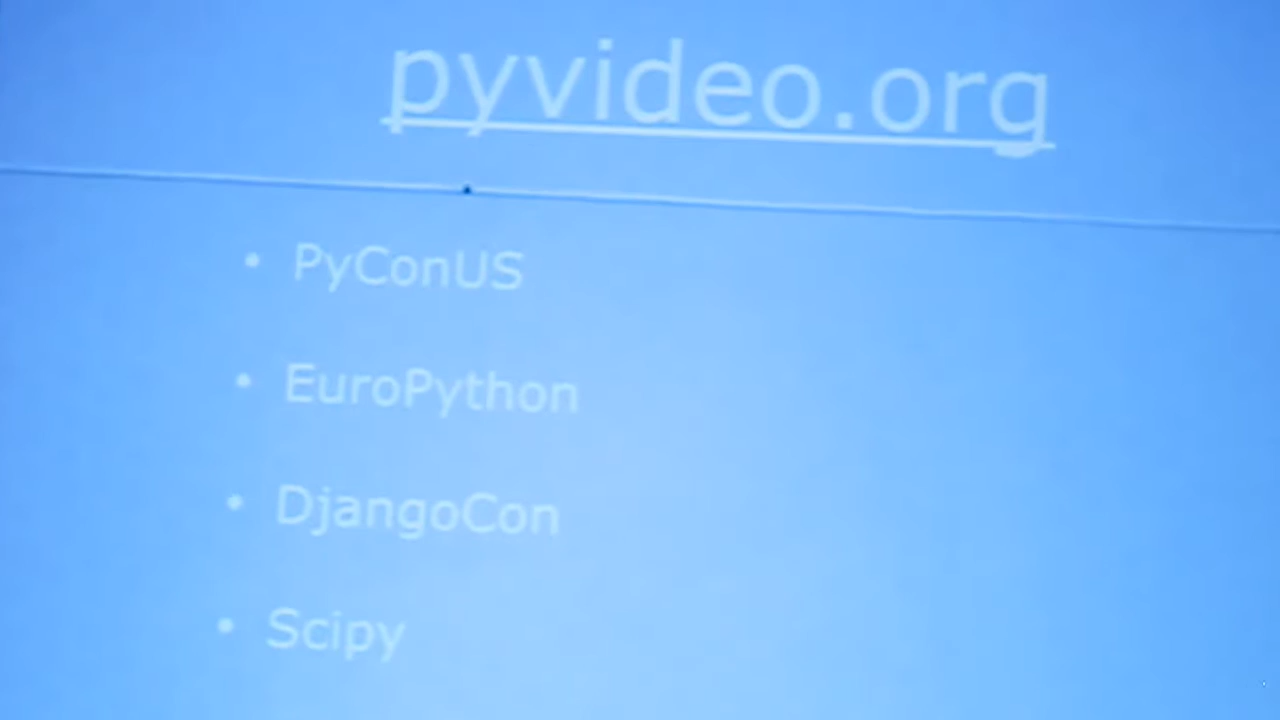 pyvideo.org
• PyConUS
• EuroPython
• DjangoCon
• Scipy